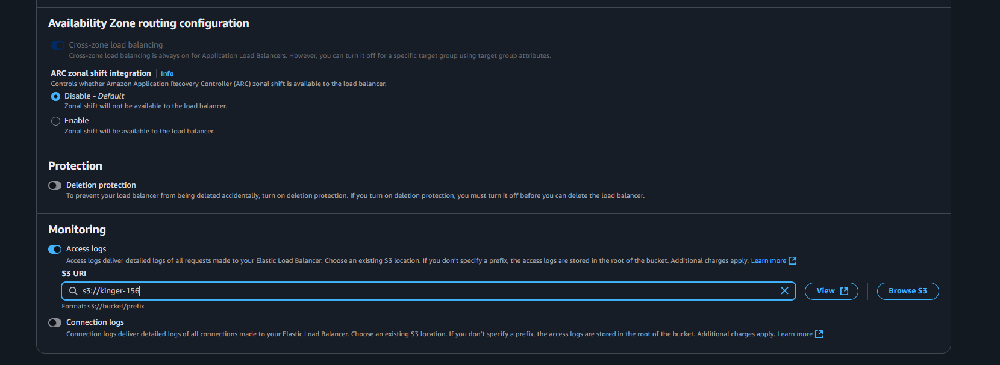 Availability Zone routing configuration
Cross-zone load balancing
Cross-zone load balancing is always on for Application Load Balancers. However, you can turn it off for a specific target group using target group attributes.
ARC zonal shift integration | Info
Controls whether Amazon Application Recovery Controller (ARC) zonal shift is available to the load balancer.
Disable - Default
Zonal shift will not be available to the load balancer.
Enable
Zonal shift will be available to the load balancer.
Protection
Deletion protection
To prevent your load balancer from being deleted accidentally, turn on deletion protection. If you turn on deletion protection, you must turn it off before you can delete the load balancer.
Monitoring
Access logs
Access logs deliver detailed logs of all requests made to your Elastic Load Balancer. Choose an existing S3 location. If you don't specify a prefix, the access logs are stored in the root of the bucket. Additional charges apply. Learn more
S3 URI
s3://kinger-156 View Browse S3
Format: s3://bucket/prefix
Connection logs
Connection logs deliver detailed logs of all connections made to your Elastic Load Balancer. Choose an existing S3 location. If you don't specify a prefix, the access logs are stored in the root of the bucket. Additional charges apply. Learn more